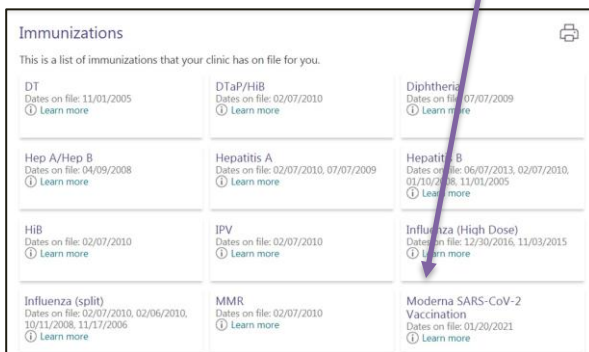 Immunizations
This is a list of immunizations that your clinic has on file for you.
DT
Dates on file: 11/01/2005
Learn more
DTaP/HiB
Dates on file: 02/07/2010
Learn more
Diphtheria
Dates on file: 07/07/2009
Learn more
Hep A/Hep B
Dates on file: 04/09/2008
Learn more
Hepatitis A
Dates on file: 02/07/2010, 07/07/2009
Learn more
Hepatitis B
Dates on file: 06/07/2013, 02/07/2010,
01/10/2008, 11/01/2005
Learn more
HiB
Dates on file: 02/07/2010
Learn more
IPV
Dates on file: 02/07/2010
Learn more
Influenza (High Dose)
Dates on file: 12/30/2016, 11/03/2015
Learn more
Influenza (split)
Dates on file: 02/07/2010, 02/06/2010,
10/11/2008, 11/17/2006
Learn more
MMR
Dates on file: 02/07/2010
Learn more
Moderna SARS-CoV-2
Vaccination
Dates on file: 01/20/2021
Learn more